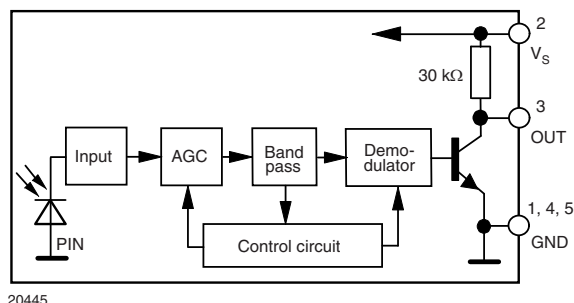 2
V_S
30 kΩ
3
OUT
Input
AGC
Band
pass
Demo-
dulator
1, 4, 5
GND
PIN
Control circuit
20445